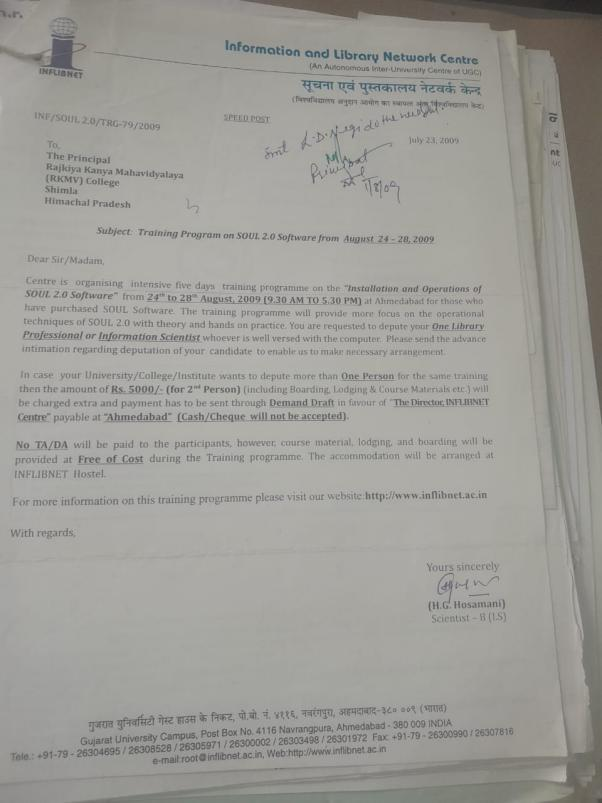 INFLIBNET
Information and Library Network Centre
(An Autonomous Inter-University Centre of UGC)
सूचना एवं पुस्तकालय नेटवर्क केन्द्र
(विश्वविद्यालय अनुदान आयोग का स्वायत्त अंतर विश्वविद्यालय केंद्र)
INF/SOUL 2.0/TRG-79/2009
SPEED POST
Smt L.D. Negi do the needful.
July 23, 2009
Principal
1/8/09
To,
The Principal
Rajkiya Kanya Mahavidyalaya
(RKMV) College
Shimla
Himachal Pradesh
Subject: Training Program on SOUL 2.0 Software from August 24 – 28, 2009
Dear Sir/Madam,
Centre is organising intensive five days training programme on the "Installation and Operations of
SOUL 2.0 Software" from 24th to 28th August, 2009 (9.30 AM TO 5.30 PM) at Ahmedabad for those who
have purchased SOUL Software. The training programme will provide more focus on the operational
techniques of SOUL 2.0 with theory and hands on practice. You are requested to depute your One Library
Professional or Information Scientist whoever is well versed with the computer. Please send the advance
intimation regarding deputation of your candidate to enable us to make necessary arrangement.
In case your University/College/Institute wants to depute more than One Person for the same training
then the amount of Rs. 5000/- (for 2nd Person) (including Boarding, Lodging & Course Materials etc.) will
be charged extra and payment has to be sent through Demand Draft in favour of "The Director, INFLIBNET
Centre" payable at "Ahmedabad" (Cash/Cheque will not be accepted).
No TA/DA will be paid to the participants, however, course material, lodging, and boarding will be
provided at Free of Cost during the Training programme. The accommodation will be arranged at
INFLIBNET Hostel.
For more information on this training programme please visit our website:http://www.inflibnet.ac.in
With regards,
Yours sincerely
(H.G. Hosamani)
Scientist – B (LS)
गुजरात युनिवर्सिटी गेस्ट हाउस के निकट, पो.बो. नं. ४११६, नवरंगपुरा, अहमदाबाद-३८० ००९ (भारत)
Gujarat University Campus, Post Box No. 4116 Navrangpura, Ahmedabad - 380 009 INDIA
Tele.: +91-79 - 26304695 / 26308528 / 26305971 / 26300002 / 26303498 / 26301972 Fax: +91-79 - 26300990 / 26307816
e-mail:root@inflibnet.ac.in, Web:http://www.inflibnet.ac.in